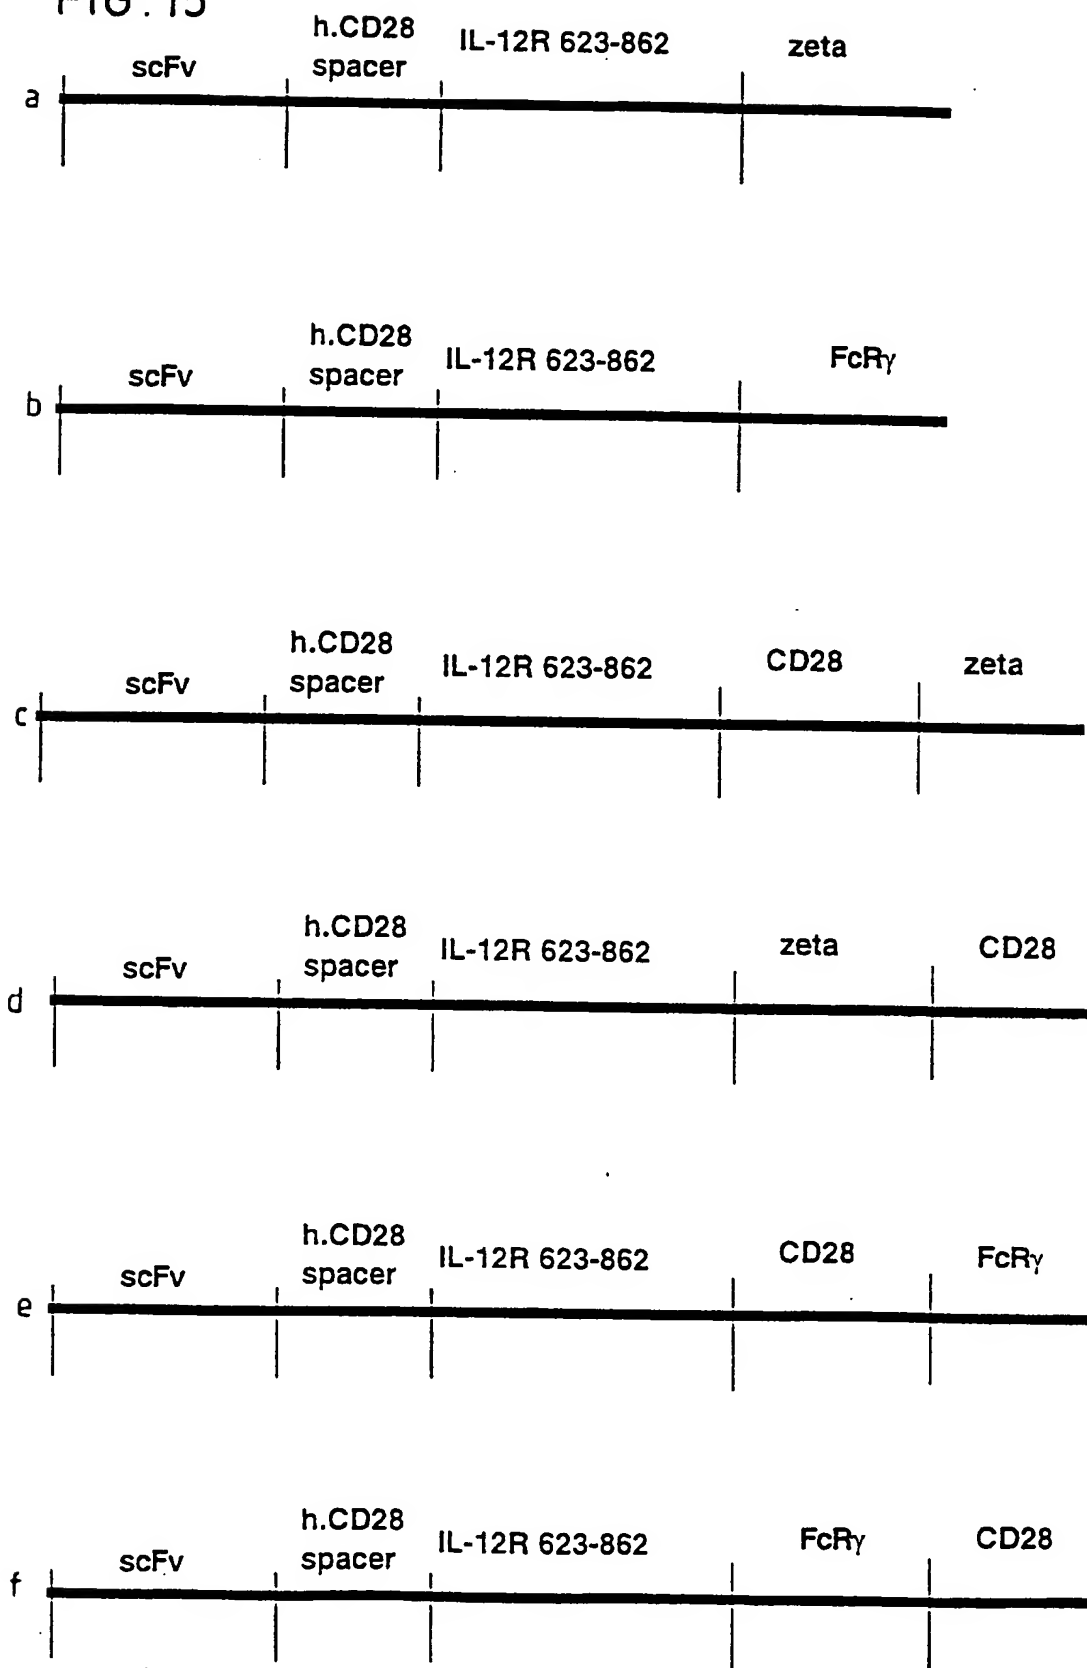 FIG. 15
scFv
h.CD28
spacer
IL-12R 623-862
zeta
a
scFv
h.CD28
spacer
IL-12R 623-862
FcRγ
b
scFv
h.CD28
spacer
IL-12R 623-862
CD28
zeta
c
scFv
h.CD28
spacer
IL-12R 623-862
zeta
CD28
d
scFv
h.CD28
spacer
IL-12R 623-862
CD28
FcRγ
e
scFv
h.CD28
spacer
IL-12R 623-862
FcRγ
CD28
f